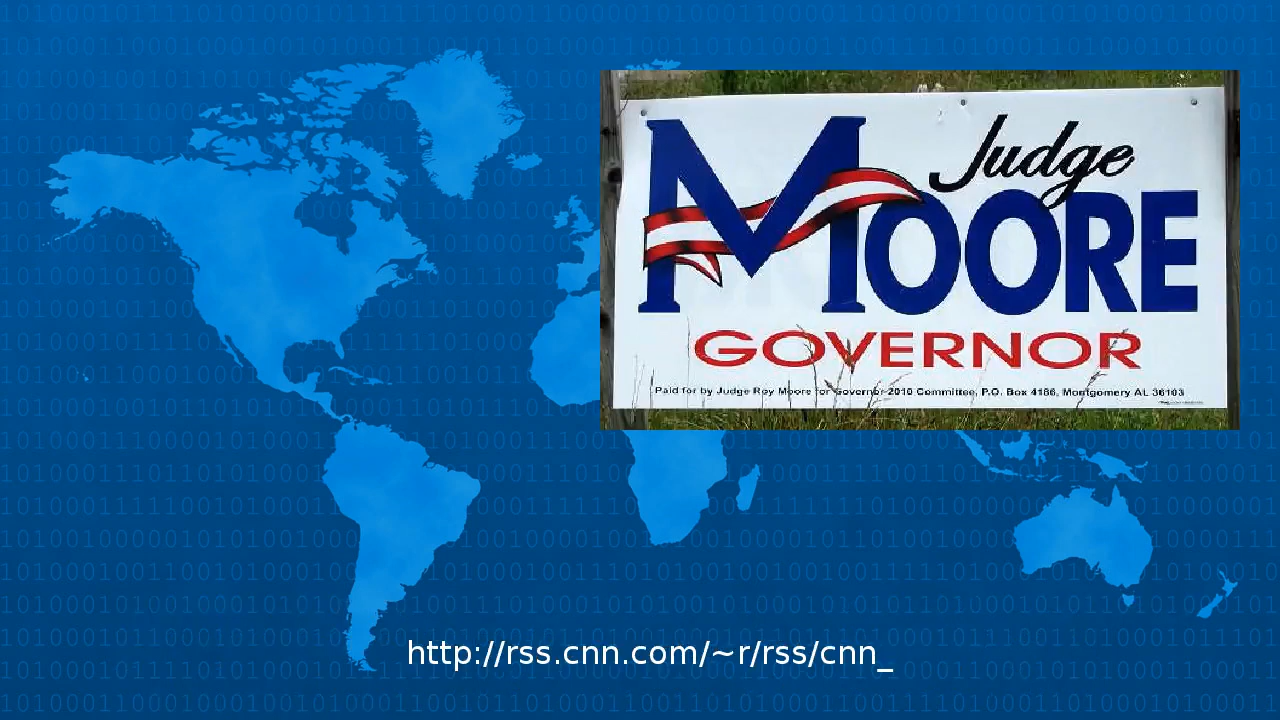 Judge
MOORE
GOVERNOR
Paid for by Judge Roy Moore for Governor 2010 Committee, P.O. Box 4186, Montgomery AL 36103
http://rss.cnn.com/~r/rss/cnn_